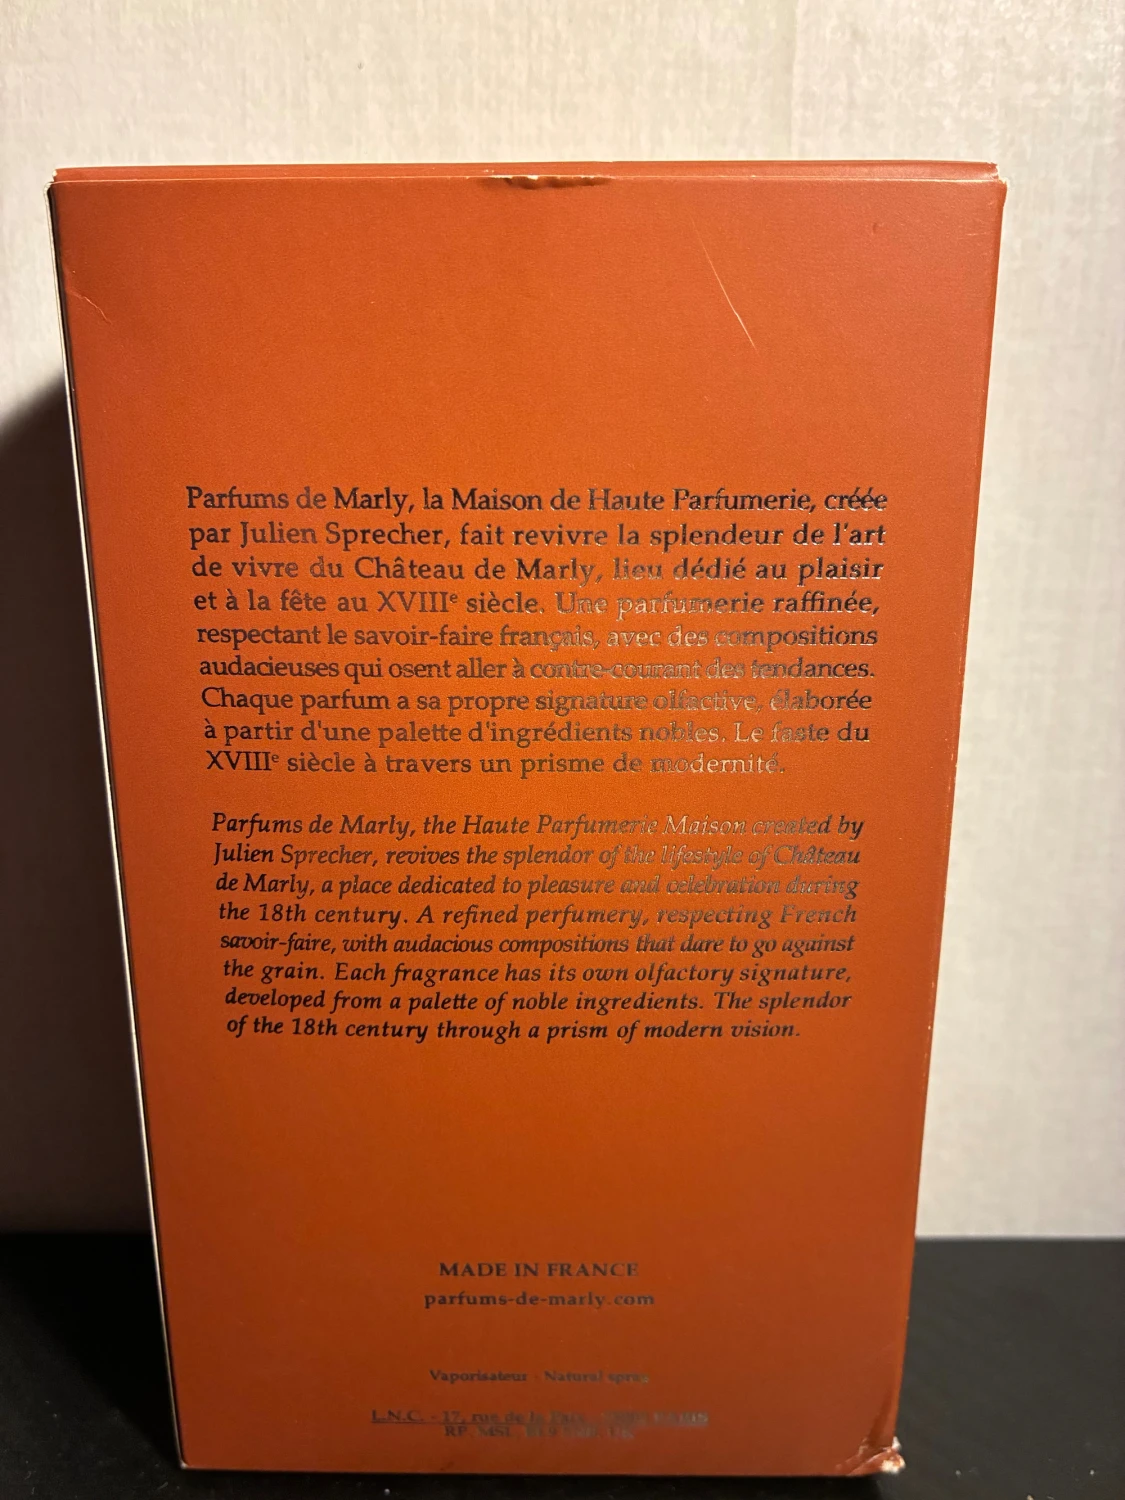 Parfums de Marly, la Maison de Haute Parfumerie, créée
par Julien Sprecher, fait revivre la splendeur de l'art
de vivre du Château de Marly, lieu dédié au plaisir
et à la fête au XVIIIe siècle. Une parfumerie raffinée,
respectant le savoir-faire français, avec des compositions
audacieuses qui osent aller à contre-courant des tendances.
Chaque parfum a sa propre signature olfactive, élaborée
à partir d'une palette d'ingrédients nobles. Le faste du
XVIIIe siècle à travers un prisme de modernité.
Parfums de Marly, the Haute Parfumerie Maison created by
Julien Sprecher, revives the splendor of the lifestyle of Château
de Marly, a place dedicated to pleasure and celebration during
the 18th century. A refined perfumery, respecting French
savoir-faire, with audacious compositions that dare to go against
the grain. Each fragrance has its own olfactory signature,
developed from a palette of noble ingredients. The splendor
of the 18th century through a prism of modern vision.
MADE IN FRANCE
parfums-de-marly.com
Vaporisateur - Natural spray
L.N.C. - 17, rue de la Paix - PARIS
RP. MSL,